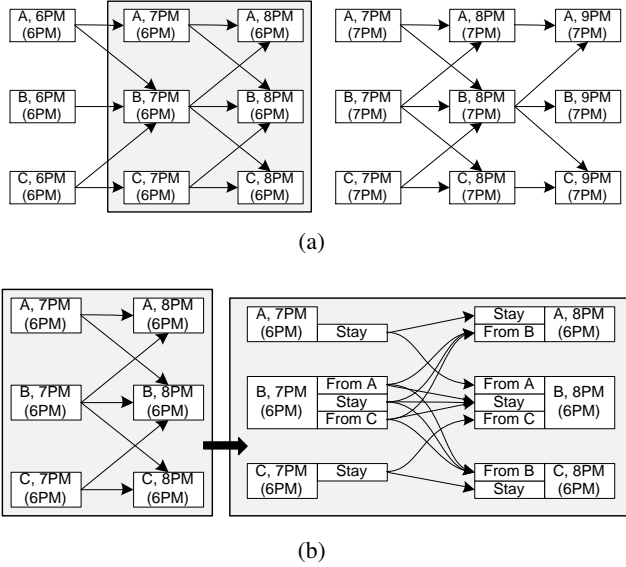 A, 6PM
(6PM)
A, 7PM
(6PM)
A, 8PM
(6PM)
A, 7PM
(7PM)
A, 8PM
(7PM)
A, 9PM
(7PM)
B, 6PM
(6PM)
B, 7PM
(6PM)
B, 8PM
(6PM)
B, 7PM
(7PM)
B, 8PM
(7PM)
B, 9PM
(7PM)
C, 6PM
(6PM)
C, 7PM
(6PM)
C, 8PM
(6PM)
C, 7PM
(7PM)
C, 8PM
(7PM)
C, 9PM
(7PM)
(a)
A, 7PM
(6PM)
A, 8PM
(6PM)
B, 7PM
(6PM)
B, 8PM
(6PM)
C, 7PM
(6PM)
C, 8PM
(6PM)
A, 7PM
(6PM)
Stay
Stay
From B
A, 8PM
(6PM)
B, 7PM
(6PM)
From A
Stay
From C
From A
Stay
From C
B, 8PM
(6PM)
C, 7PM
(6PM)
Stay
From B
Stay
C, 8PM
(6PM)
(b)